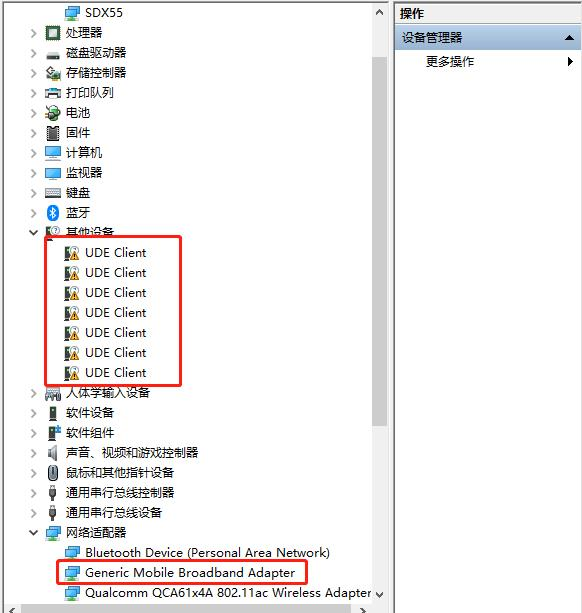 SDX55
处理器
磁盘驱动器
存储控制器
打印队列
电池
固件
计算机
监视器
键盘
蓝牙
其他设备
UDE Client
UDE Client
UDE Client
UDE Client
UDE Client
UDE Client
UDE Client
人体学输入设备
软件设备
软件组件
声音、视频和游戏控制器
鼠标和其他指针设备
通用串行总线控制器
通用串行总线设备
网络适配器
Bluetooth Device (Personal Area Network)
Generic Mobile Broadband Adapter
Qualcomm QCA61x4A 802.11ac Wireless Adapter
操作
设备管理器
更多操作